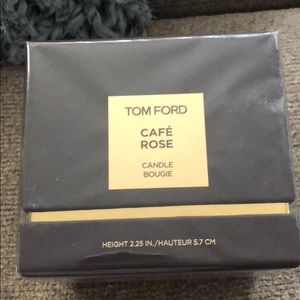 TOM FORD
CAFÉ
ROSE
CANDLE
BOUGIE
HEIGHT 2.25 IN./HAUTEUR 5.7 CM